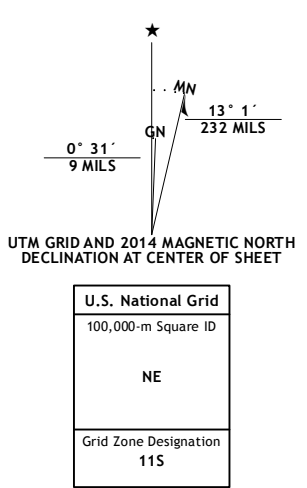 ★
MN
GN
13° 1´
232 MILS
0° 31´
9 MILS
UTM GRID AND 2014 MAGNETIC NORTH
DECLINATION AT CENTER OF SHEET
U.S. National Grid
100,000-m Square ID
NE
Grid Zone Designation
11S